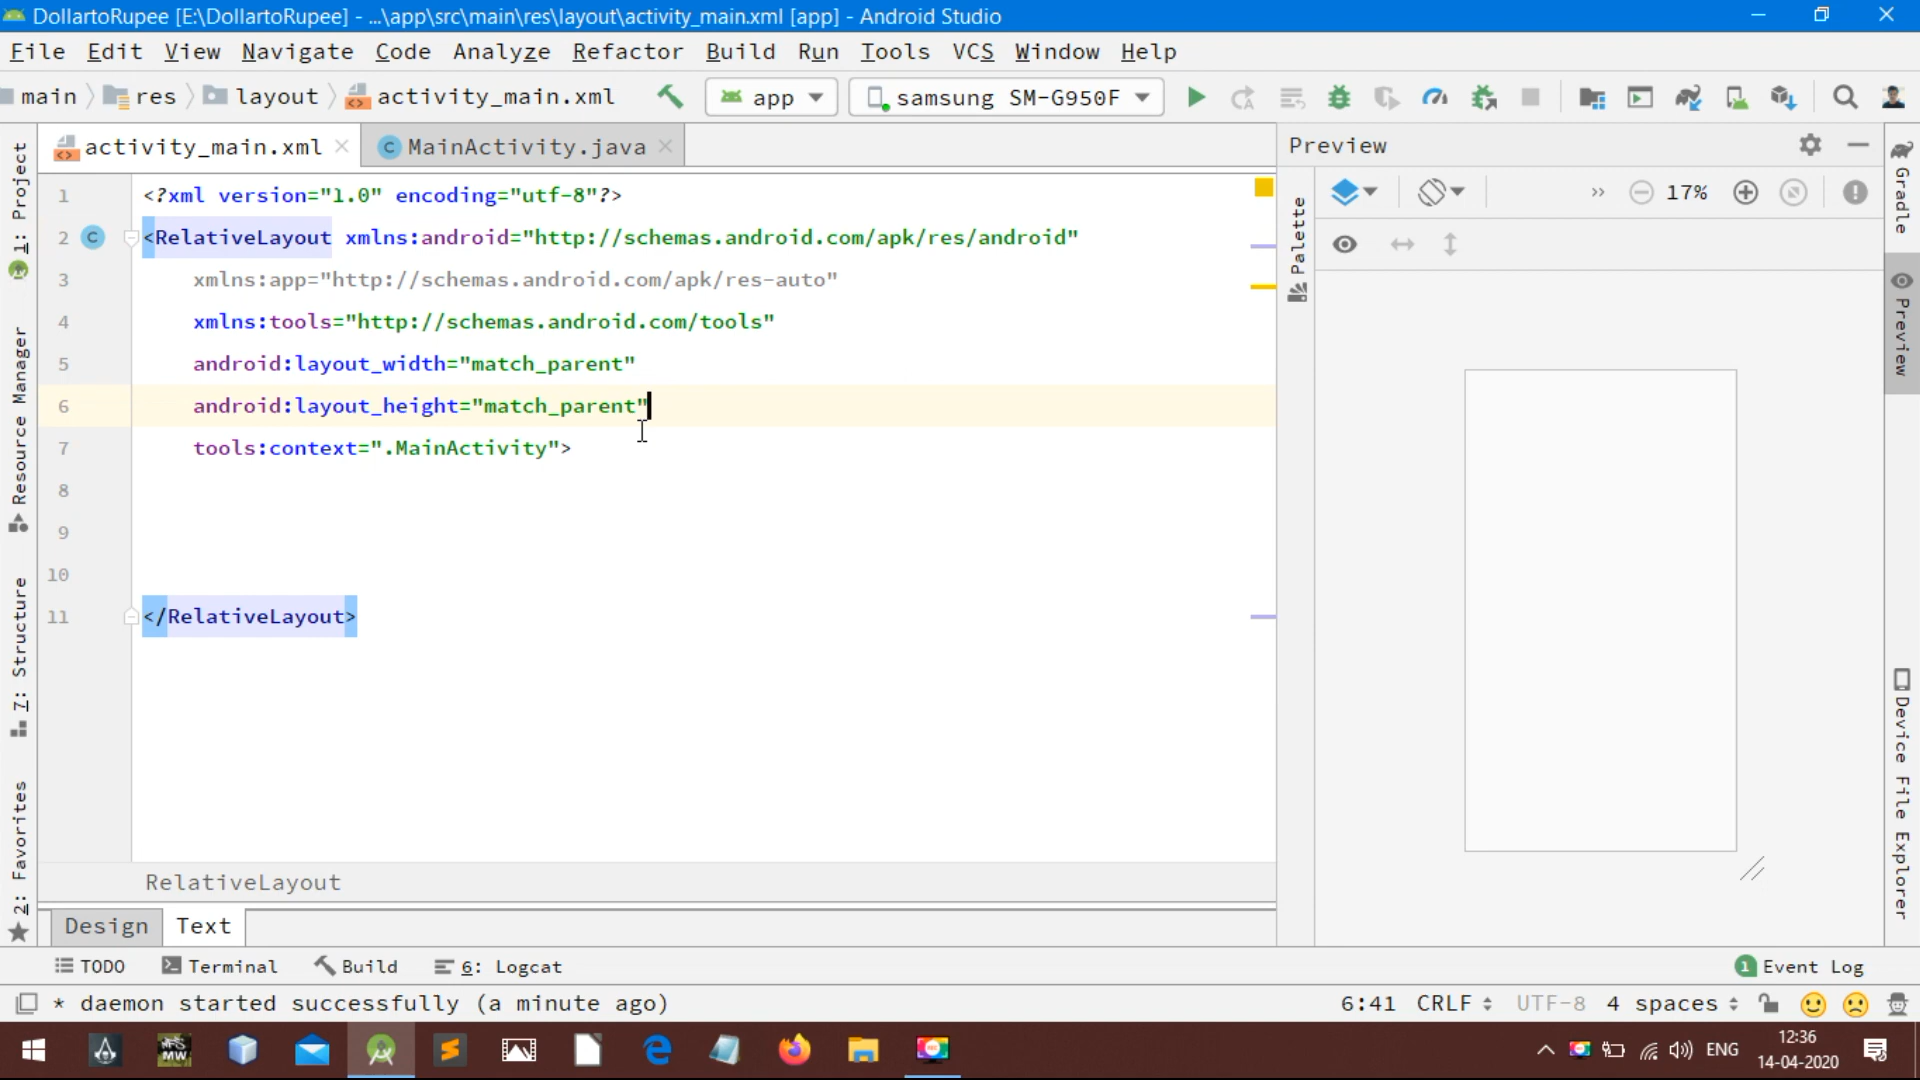 DollartoRupee [E:\DollartoRupee] - ...\app\src\main\res\layout\activity_main.xml [app] - Android Studio
File Edit View Navigate Code Analyze Refactor Build Run Tools VCS Window Help
main res layout activity_main.xml app samsung SM-G950F
activity_main.xml MainActivity.java Preview
17%
1 <?xml version="1.0" encoding="utf-8"?>
2 <RelativeLayout xmlns:android="http://schemas.android.com/apk/res/android"
3 xmlns:app="http://schemas.android.com/apk/res-auto"
4 xmlns:tools="http://schemas.android.com/tools"
5 android:layout_width="match_parent"
6 android:layout_height="match_parent"
7 tools:context=".MainActivity">
8
9
10
11 </RelativeLayout>
RelativeLayout
Design Text
1: Project
Resource Manager
7: Structure
2: Favorites
Palette
Gradle
Preview
Device File Explorer
TODO Terminal Build 6: Logcat 1 Event Log
* daemon started successfully (a minute ago) 6:41 CRLF UTF-8 4 spaces
MW
ENG
12:36
14-04-2020